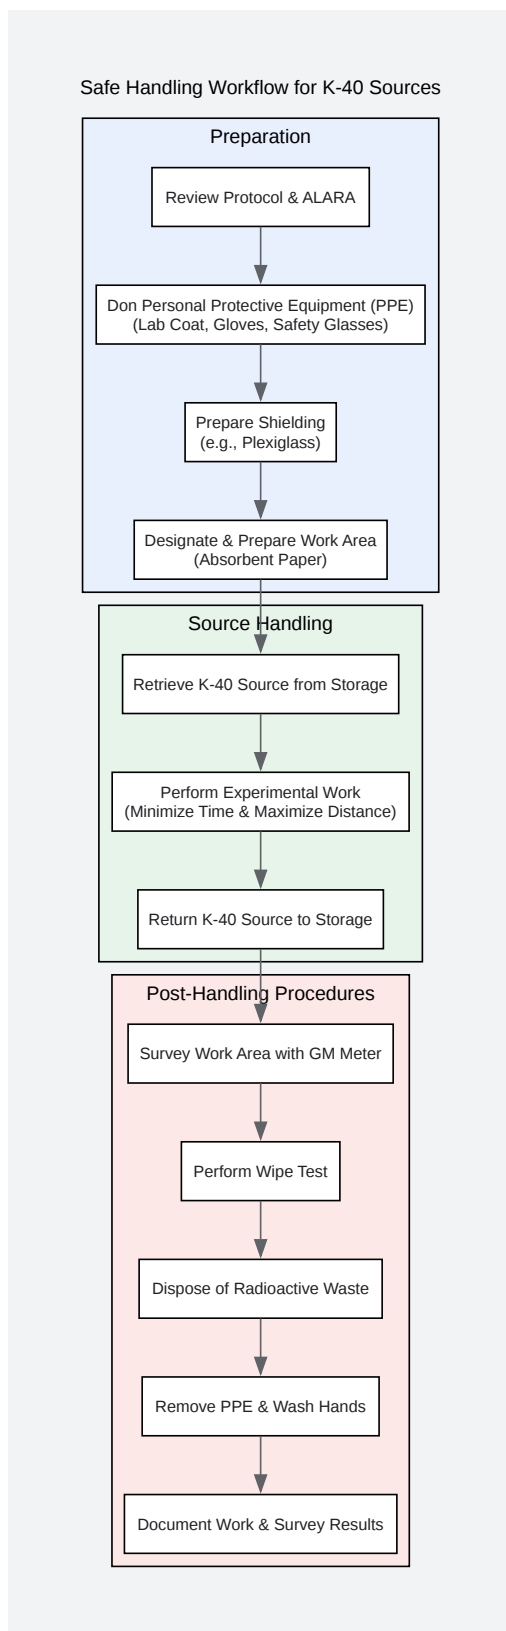 Safe Handling Workflow for K-40 Sources
Preparation
Review Protocol & ALARA
Don Personal Protective Equipment (PPE)
(Lab Coat, Gloves, Safety Glasses)
Prepare Shielding
(e.g., Plexiglass)
Designate & Prepare Work Area
(Absorbent Paper)
Source Handling
Retrieve K-40 Source from Storage
Perform Experimental Work
(Minimize Time & Maximize Distance)
Return K-40 Source to Storage
Post-Handling Procedures
Survey Work Area with GM Meter
Perform Wipe Test
Dispose of Radioactive Waste
Remove PPE & Wash Hands
Document Work & Survey Results